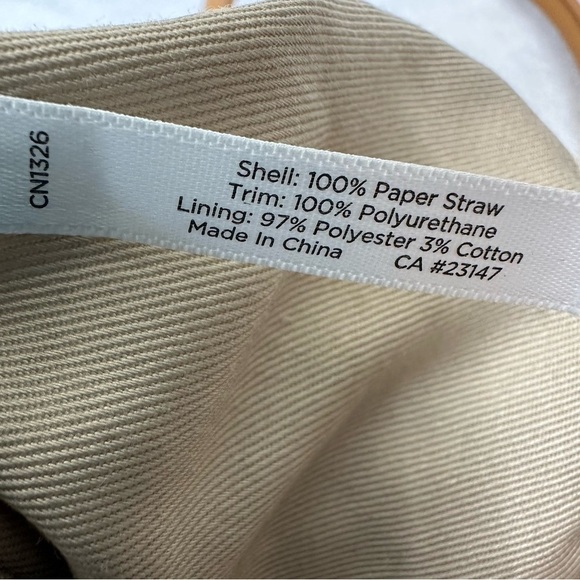 CN1326
Shell: 100% Paper Straw
Trim: 100% Polyurethane
Lining: 97% Polyester 3% Cotton
Made In China CA #23147